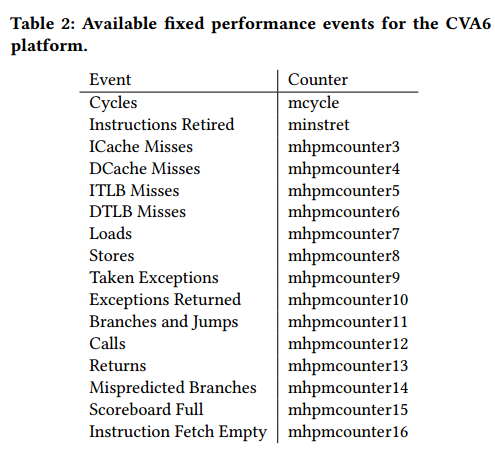 Table 2: Available fixed performance events for the CVA6
platform.
Event Counter
Cycles mcycle
Instructions Retired minstret
ICache Misses mhpmcounter3
DCache Misses mhpmcounter4
ITLB Misses mhpmcounter5
DTLB Misses mhpmcounter6
Loads mhpmcounter7
Stores mhpmcounter8
Taken Exceptions mhpmcounter9
Exceptions Returned mhpmcounter10
Branches and Jumps mhpmcounter11
Calls mhpmcounter12
Returns mhpmcounter13
Mispredicted Branches mhpmcounter14
Scoreboard Full mhpmcounter15
Instruction Fetch Empty mhpmcounter16